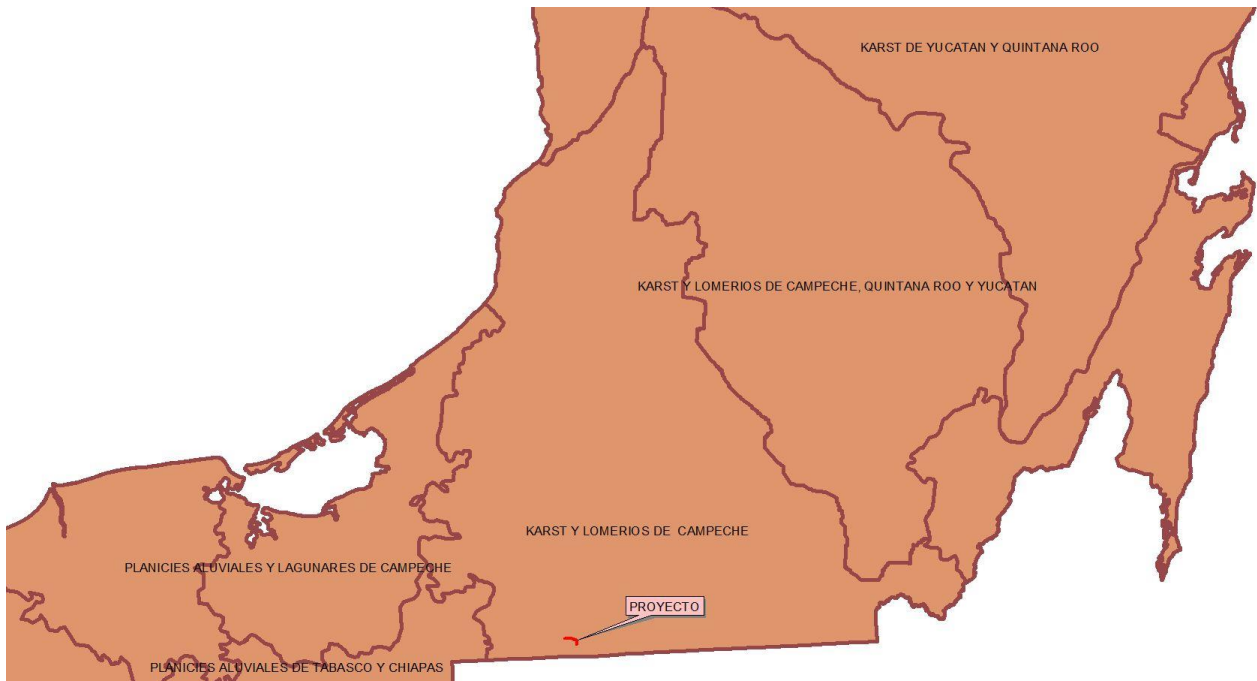 KARST DE YUCATAN Y QUINTANA ROO
KARST Y LOMERIOS DE CAMPECHE, QUINTANA ROO Y YUCATAN
KARST Y LOMERIOS DE CAMPECHE
PLANICIES ALUVIALES Y LAGUNARES DE CAMPECHE
PROYECTO
PLANICIES ALUVIALES DE TABASCO Y CHIAPAS